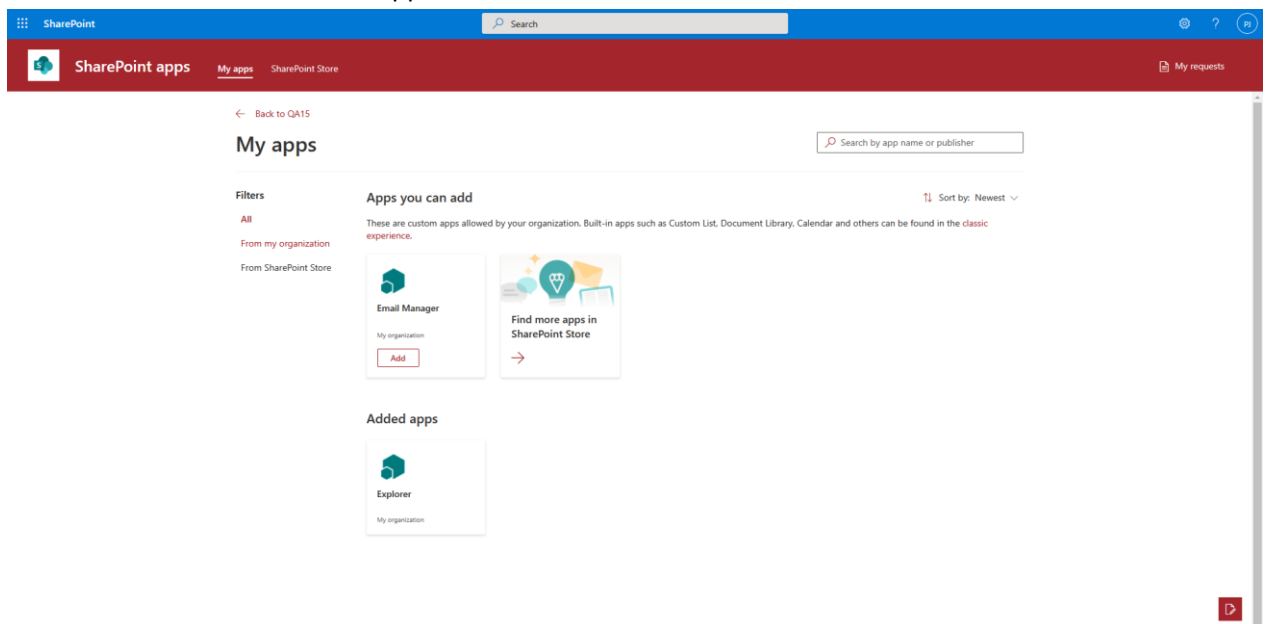 SharePoint
Search
?
PJ
SharePoint apps
My apps
SharePoint Store
My requests
← Back to QA15
My apps
Search by app name or publisher
Filters
All
From my organization
From SharePoint Store
Apps you can add
Sort by: Newest
These are custom apps allowed by your organization. Built-in apps such as Custom List, Document Library, Calendar and others can be found in the classic
experience.
Email Manager
My organization
Add
Find more apps in
SharePoint Store
→
Added apps
Explorer
My organization